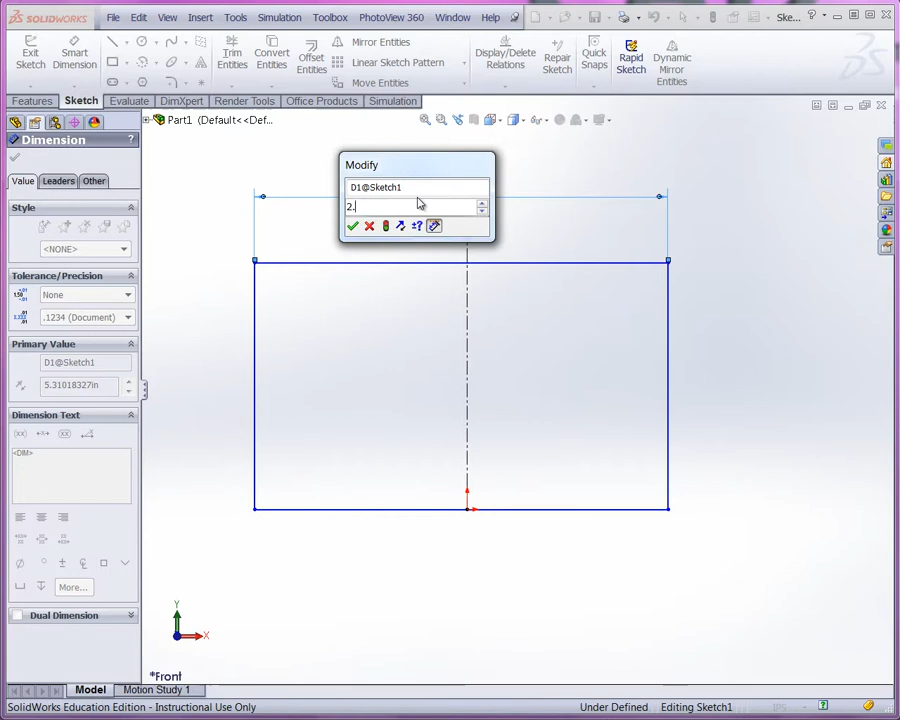 SOLIDWORKS File Edit View Insert Tools Simulation Toolbox PhotoView 360 Window Help Ske... ?
Exit Sketch
Smart Dimension
Trim Entities
Convert Entities
Offset Entities
Mirror Entities
Linear Sketch Pattern
Move Entities
Display/Delete Relations
Repair Sketch
Quick Snaps
Rapid Sketch
Dynamic Mirror Entities
Features Sketch Evaluate DimXpert Render Tools Office Products Simulation
Part1 (Default<<Def...
Dimension
Value Leaders Other
Style
<NONE>
Tolerance/Precision
None
.1234 (Document)
Primary Value
D1@Sketch1
5.31018327in
Dimension Text
<DIM>
More...
Dual Dimension
Modify
D1@Sketch1
2.
Y
X
*Front
Model Motion Study 1
SolidWorks Education Edition - Instructional Use Only
Under Defined Editing Sketch1 IPS